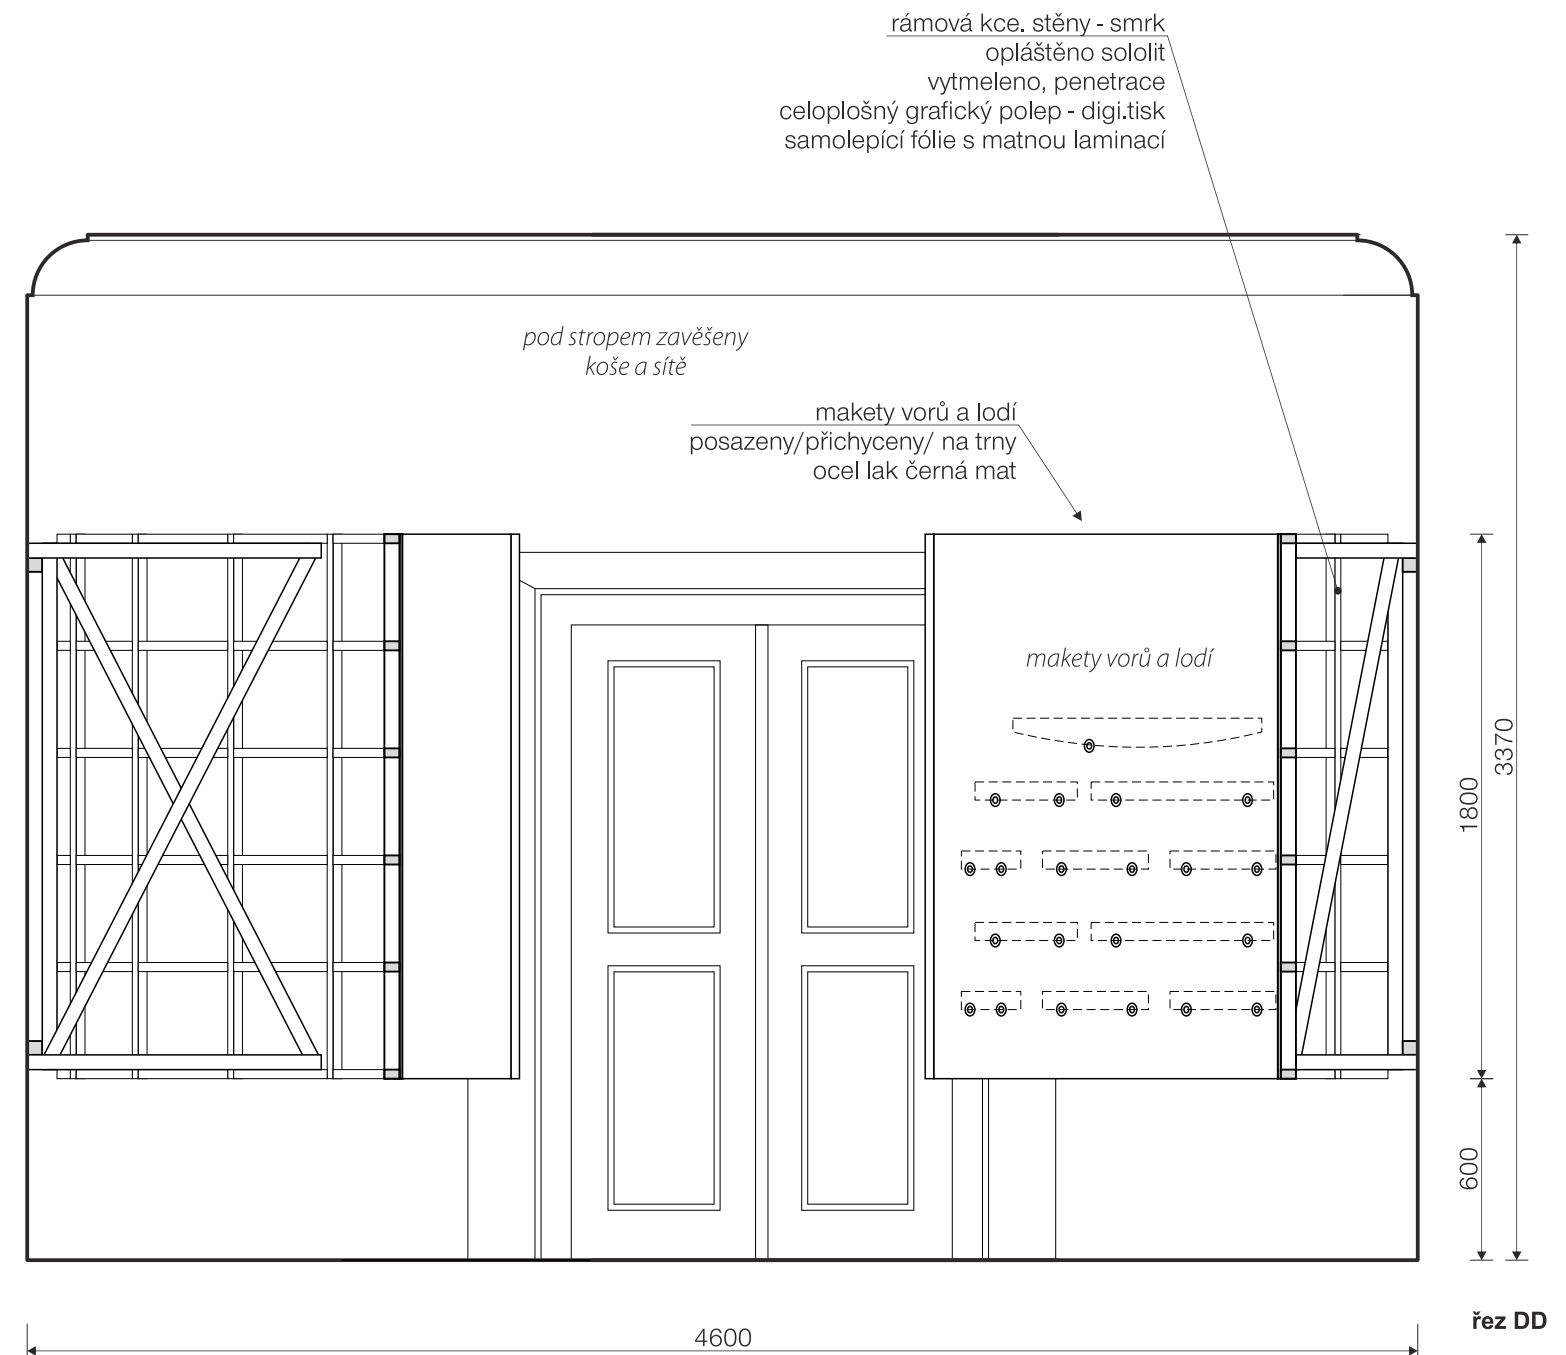 rámová kce. stěny - smrk
opláštěno sololit
vytmeleno, penetrace
celoplošný grafický polep - digi.tisk
samolepící fólie s matnou laminací
pod stropem zavěšeny
koše a sítě
makety vorů a lodí
posazeny/přichyceny/ na trny
ocel lak černá mat
makety vorů a lodí
3370
1800
600
řez DD
4600